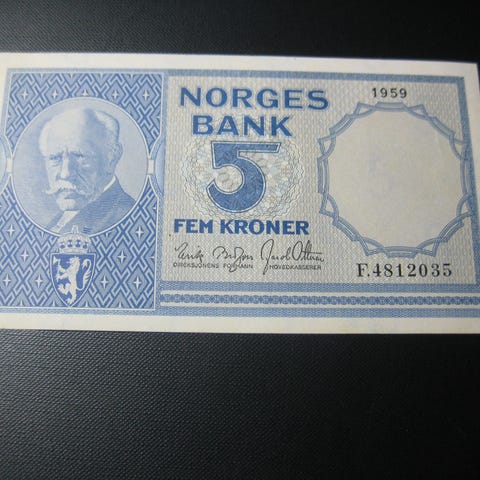 NORGES
BANK
1959
5
FEM KRONER
DIREKSJONENS FORMANN HOVEDKASSERER
F.4812035